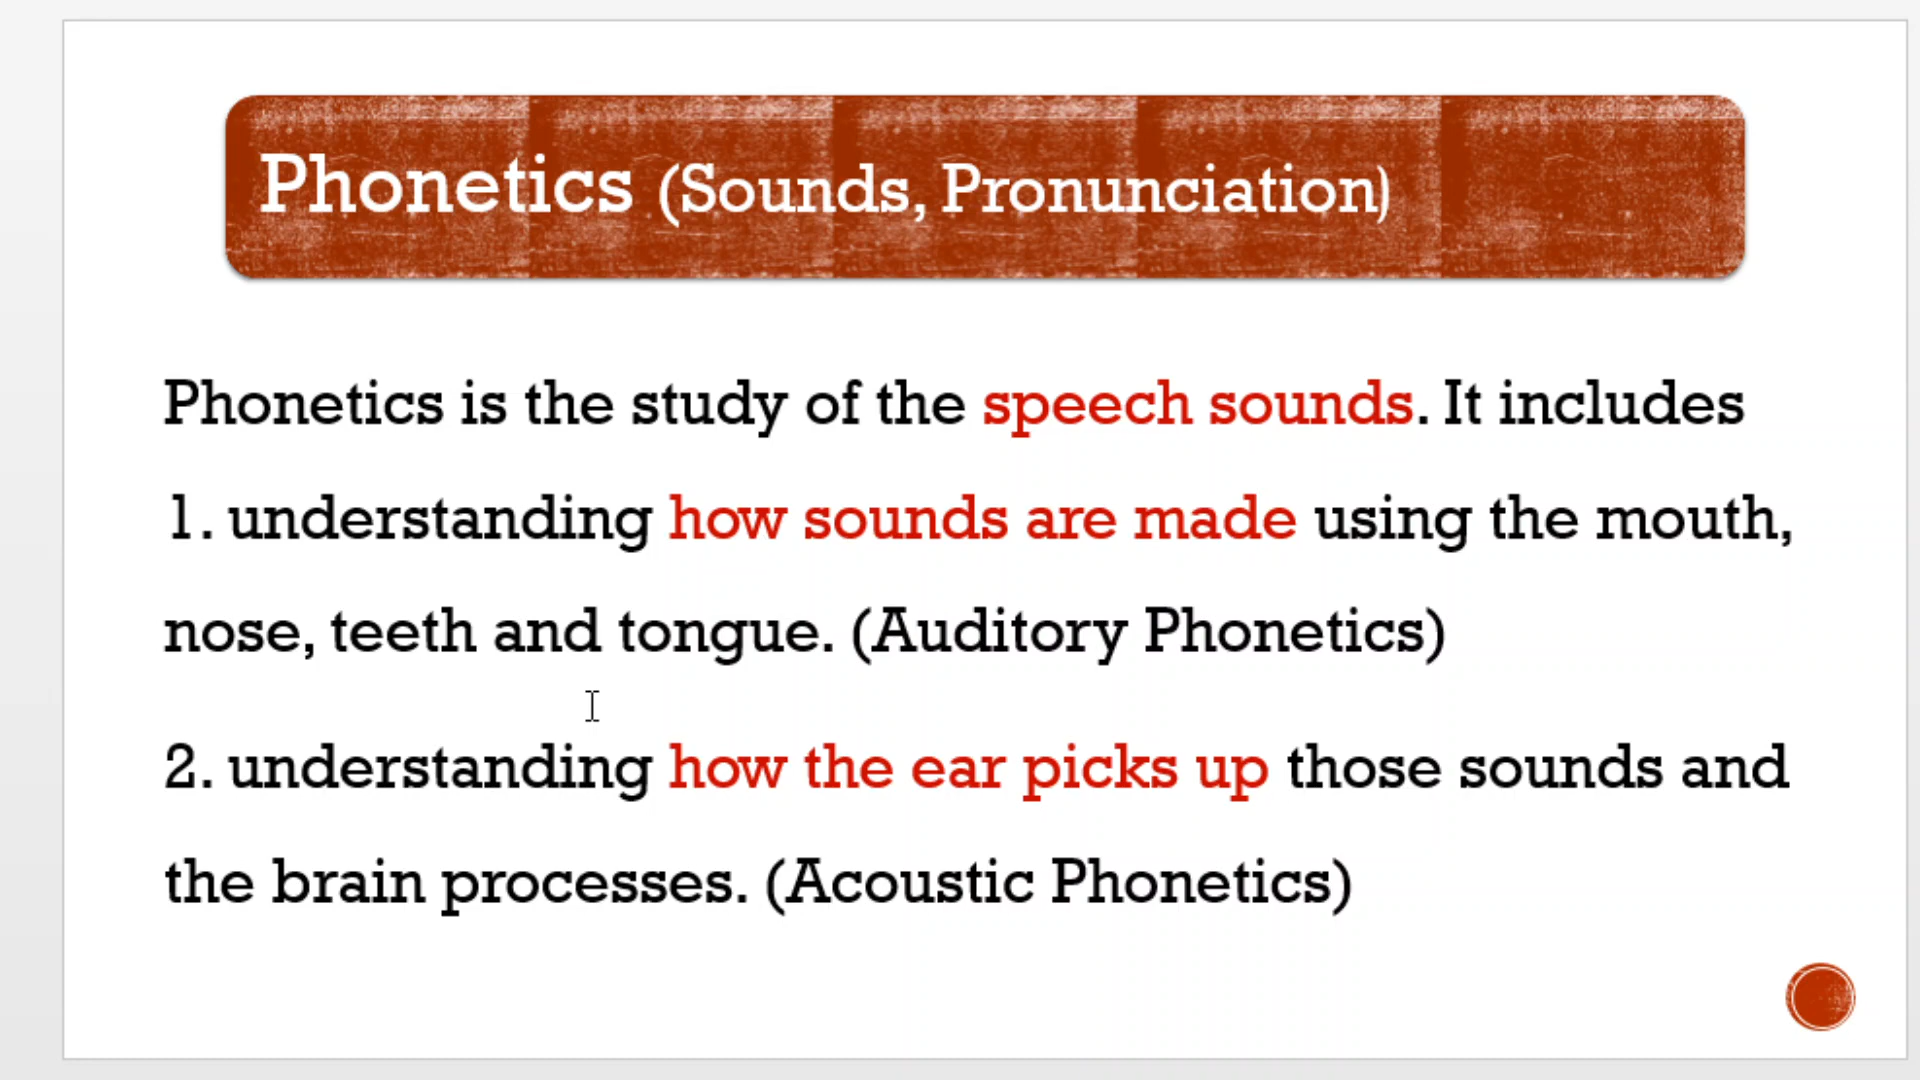 Phonetics (Sounds, Pronunciation)
Phonetics is the study of the speech sounds. It includes
1. understanding how sounds are made using the mouth,
nose, teeth and tongue. (Auditory Phonetics)
2. understanding how the ear picks up those sounds and
the brain processes. (Acoustic Phonetics)